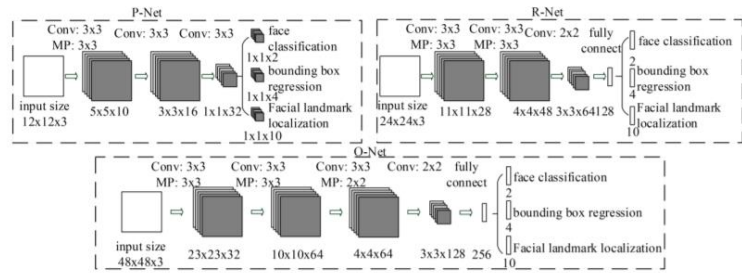 P-Net
Conv: 3x3 Conv: 3x3 Conv: 3x3
MP: 3x3
face
classification
1x1x2
bounding box
regression
1x1x4
Facial landmark
localization
1x1x10
input size
12x12x3
5x5x10 3x3x16 1x1x32
R-Net
Conv: 3x3 Conv: 3x3 Conv: 2x2 fully
MP: 3x3 MP: 3x3 connect
face classification
2
bounding box
regression
4
Facial landmark
localization
10
input size
24x24x3
11x11x28 4x4x48 3x3x64 128
O-Net
Conv: 3x3 Conv: 3x3 Conv: 3x3 Conv: 2x2 fully
MP: 3x3 MP: 3x3 MP: 2x2 connect
face classification
2
bounding box regression
4
Facial landmark localization
10
input size
48x48x3
23x23x32 10x10x64 4x4x64 3x3x128 256